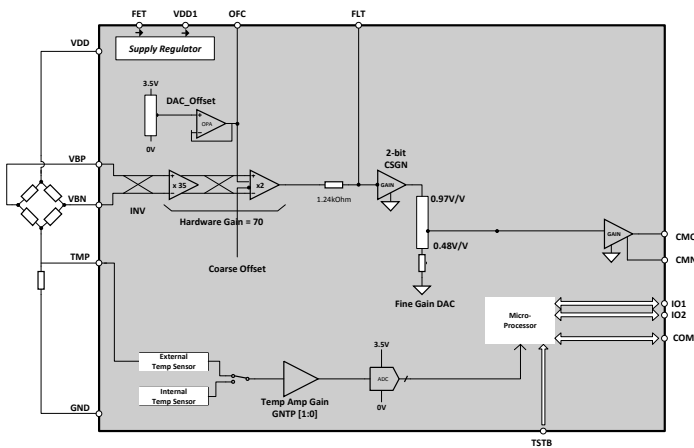 FET VDD1 OFC FLT
VDD
Supply Regulator
3.5V
DAC_Offset
OPA
0V
2-bit
CSGN
VBP
x 35
x2
GAIN
1.24kOhm
0.97V/V
VBN
INV
Hardware Gain = 70
GAIN
CMO
0.48V/V
TMP
CMN
Coarse Offset
Fine Gain DAC
IO1
Micro-
Processor
IO2
COM
3.5V
External
Temp Sensor
ADC
Internal
Temp Sensor
Temp Amp Gain
GNTP [1:0]
0V
GND
TSTB